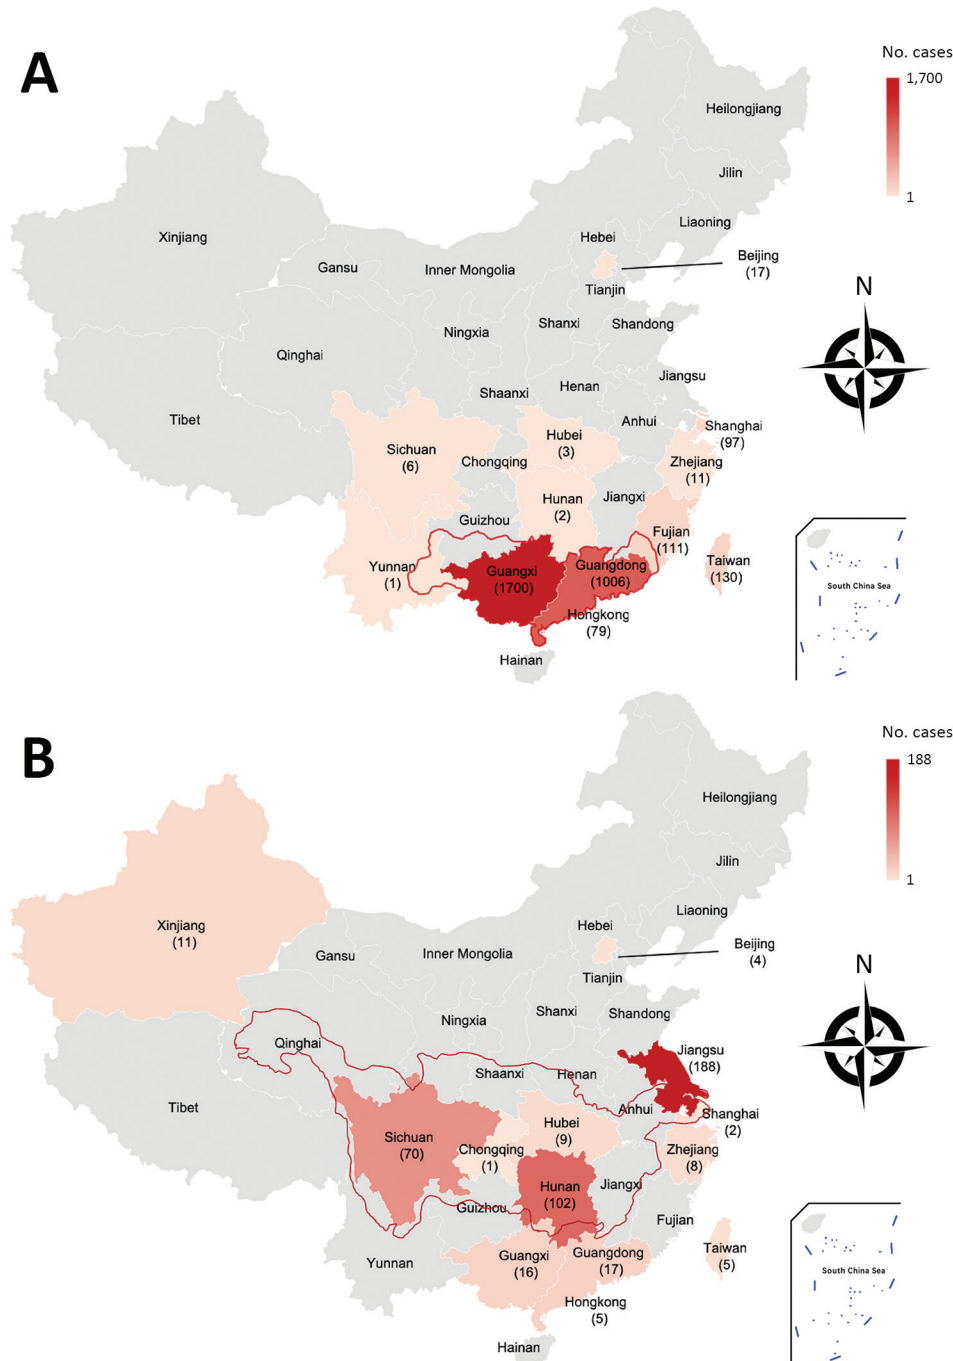 A
No. cases
1,700
1
Heilongjiang
Jilin
Liaoning
Xinjiang
Hebei
Beijing
(17)
Gansu
Inner Mongolia
Tianjin
N
Ningxia
Shanxi
Shandong
Qinghai
Jiangsu
Shaanxi
Henan
Tibet
Anhui
Shanghai
(97)
Sichuan
(6)
Hubei
(3)
Chongqing
Zhejiang
(11)
Hunan
(2)
Jiangxi
Guizhou
Fujian
(111)
Taiwan
(130)
Yunnan
(1)
Guangxi
(1700)
Guangdong
(1006)
South China Sea
Hongkong
(79)
Hainan
B
No. cases
188
1
Heilongjiang
Jilin
Liaoning
Xinjiang
(11)
Hebei
Beijing
(4)
Gansu
Inner Mongolia
Tianjin
N
Ningxia
Shanxi
Shandong
Qinghai
Jiangsu
(188)
Shaanxi
Henan
Tibet
Anhui
Shanghai
(2)
Sichuan
(70)
Hubei
(9)
Chongqing
(1)
Zhejiang
(8)
Hunan
(102)
Jiangxi
Guizhou
Fujian
Yunnan
Guangxi
(16)
Guangdong
(17)
Taiwan
(5)
South China Sea
Hongkong
(5)
Hainan